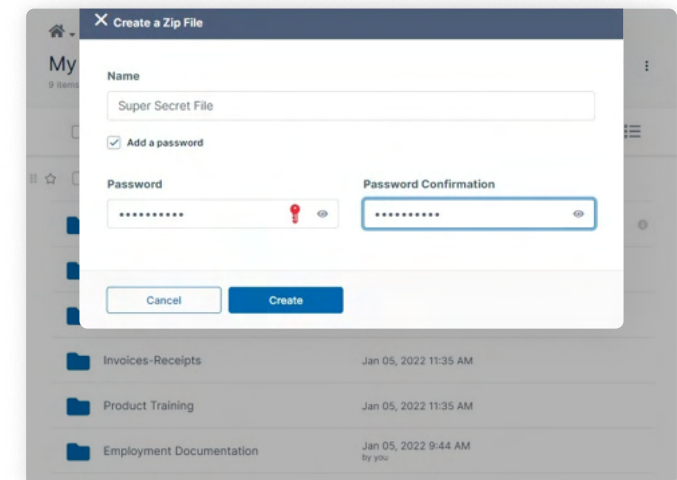 Create a Zip File
My
9 items
Name
Super Secret File
Add a password
Password Password Confirmation
•••••••••• ••••••••••
Cancel Create
Invoices-Receipts Jan 05, 2022 11:35 AM
Product Training Jan 05, 2022 11:35 AM
Employment Documentation Jan 05, 2022 9:44 AM
by you